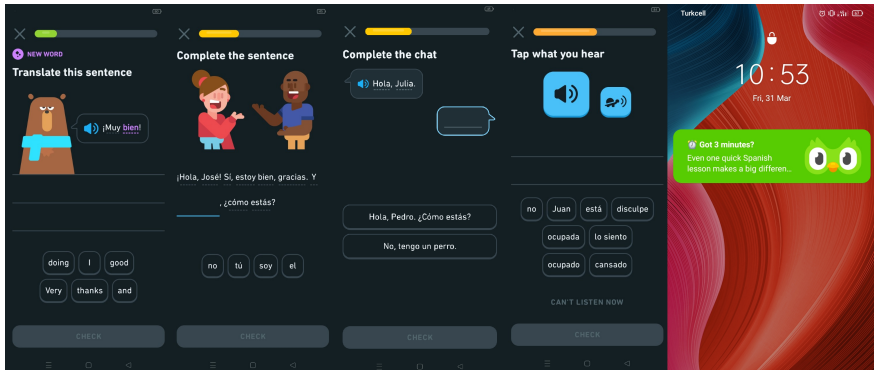 NEW WORD
Translate this sentence
¡Muy bien!
doing I good
Very thanks and
CHECK
Complete the sentence
¡Hola, José! Sí, estoy bien, gracias. Y
, ¿cómo estás?
no tú soy el
CHECK
Complete the chat
Hola, Julia.
Hola, Pedro. ¿Cómo estás?
No, tengo un perro.
CHECK
Tap what you hear
no Juan está disculpe
ocupada lo siento
ocupado cansado
CAN'T LISTEN NOW
CHECK
Turkcell
10:53
Fri, 31 Mar
Got 3 minutes?
Even one quick Spanish
lesson makes a big differen...